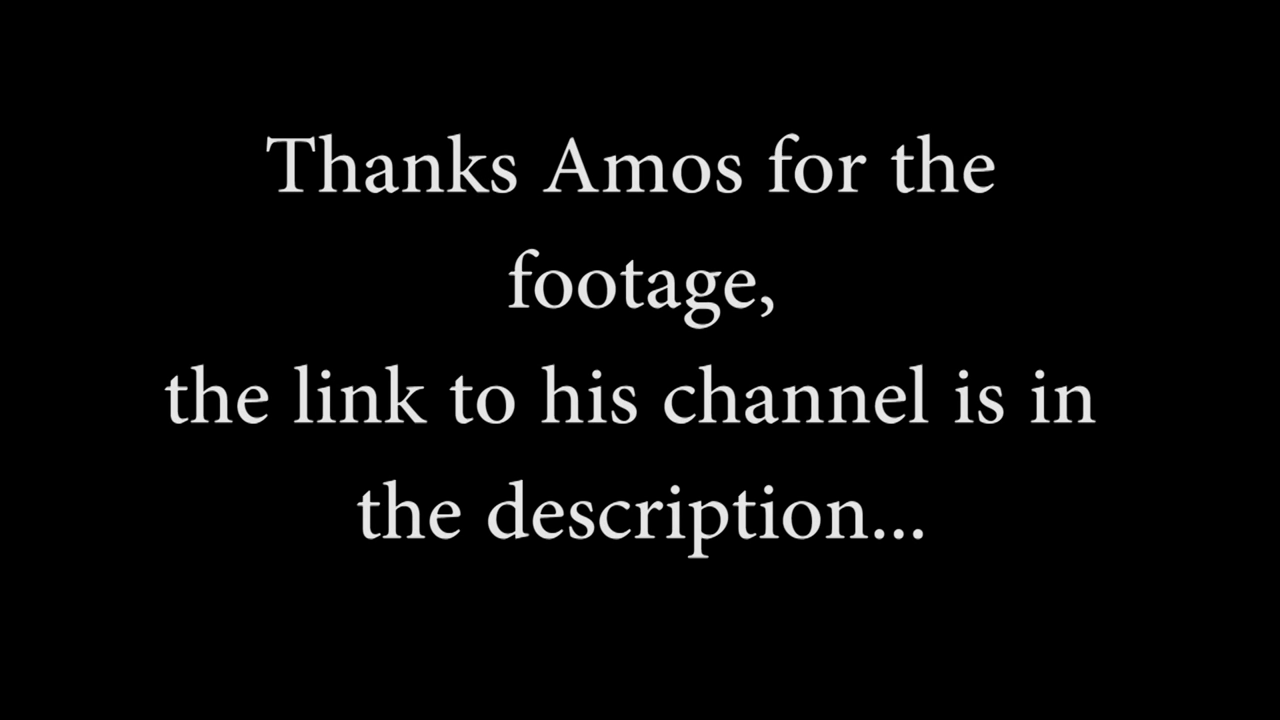 Thanks Amos for the
footage,
the link to his channel is in
the description...